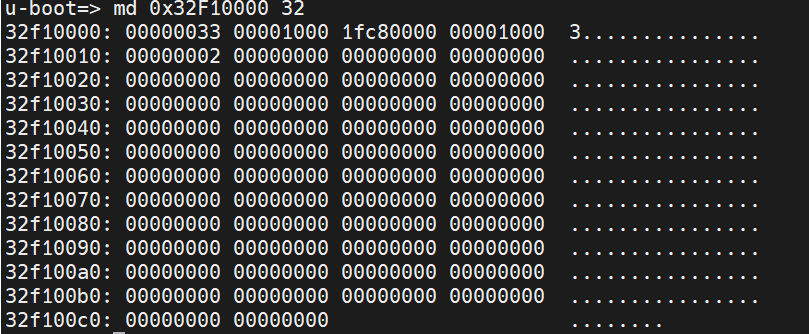 u-boot=> md 0x32F10000 32
32f10000: 00000033 00001000 1fc80000 00001000  3...............
32f10010: 00000002 00000000 00000000 00000000  ................
32f10020: 00000000 00000000 00000000 00000000  ................
32f10030: 00000000 00000000 00000000 00000000  ................
32f10040: 00000000 00000000 00000000 00000000  ................
32f10050: 00000000 00000000 00000000 00000000  ................
32f10060: 00000000 00000000 00000000 00000000  ................
32f10070: 00000000 00000000 00000000 00000000  ................
32f10080: 00000000 00000000 00000000 00000000  ................
32f10090: 00000000 00000000 00000000 00000000  ................
32f100a0: 00000000 00000000 00000000 00000000  ................
32f100b0: 00000000 00000000 00000000 00000000  ................
32f100c0: 00000000 00000000                    ........